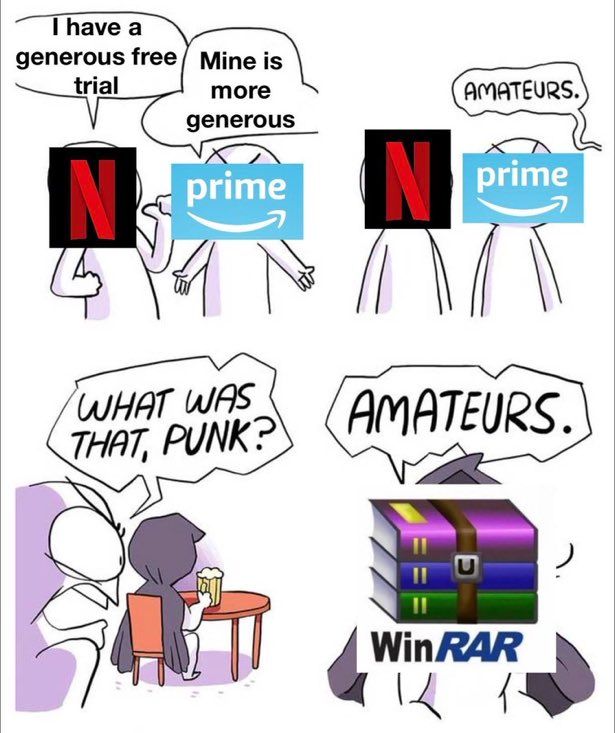 I have a
generous free
trial
Mine is
more
generous
N
prime
AMATEURS.
N
prime
WHAT WAS
THAT, PUNK?
AMATEURS.
U
WinRAR